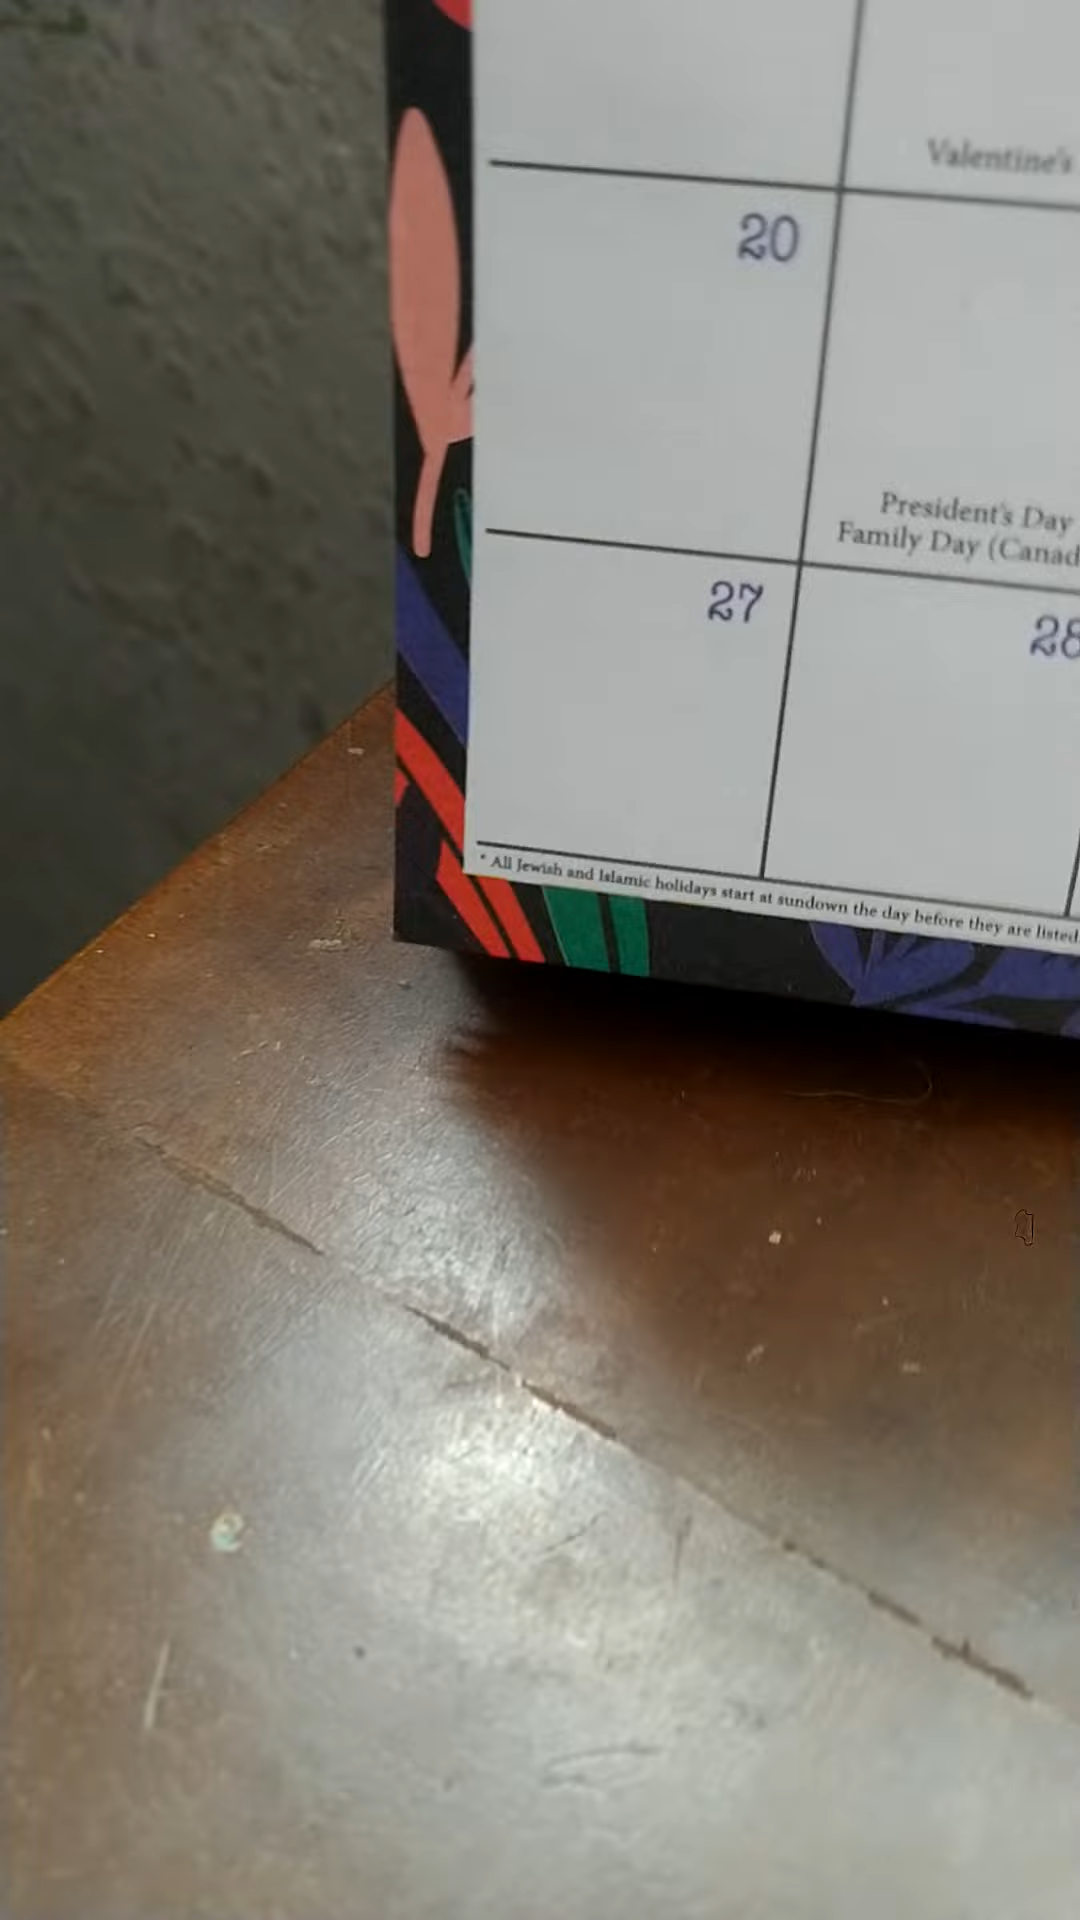 Valentine's
20
President's Day
Family Day (Canad
27
28
* All Jewish and Islamic holidays start at sundown the day before they are listed